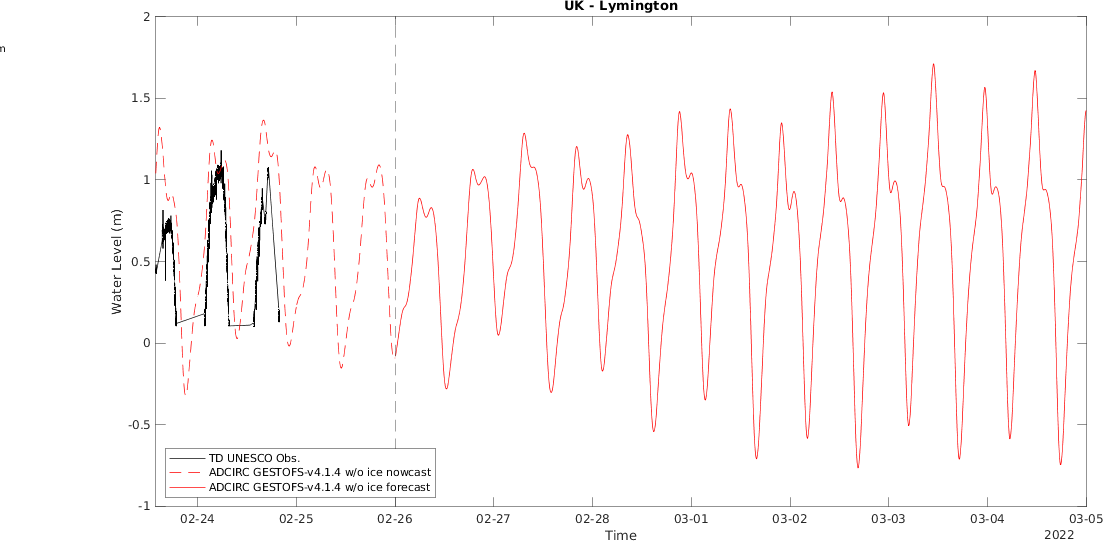 UK - Lymington
m
2
1.5
1
0.5
0
-0.5
-1
Water Level (m)
TD UNESCO Obs.
ADCIRC GESTOFS-v4.1.4 w/o ice nowcast
ADCIRC GESTOFS-v4.1.4 w/o ice forecast
02-24 02-25 02-26 02-27 02-28 03-01 03-02 03-03 03-04 03-05
Time
2022